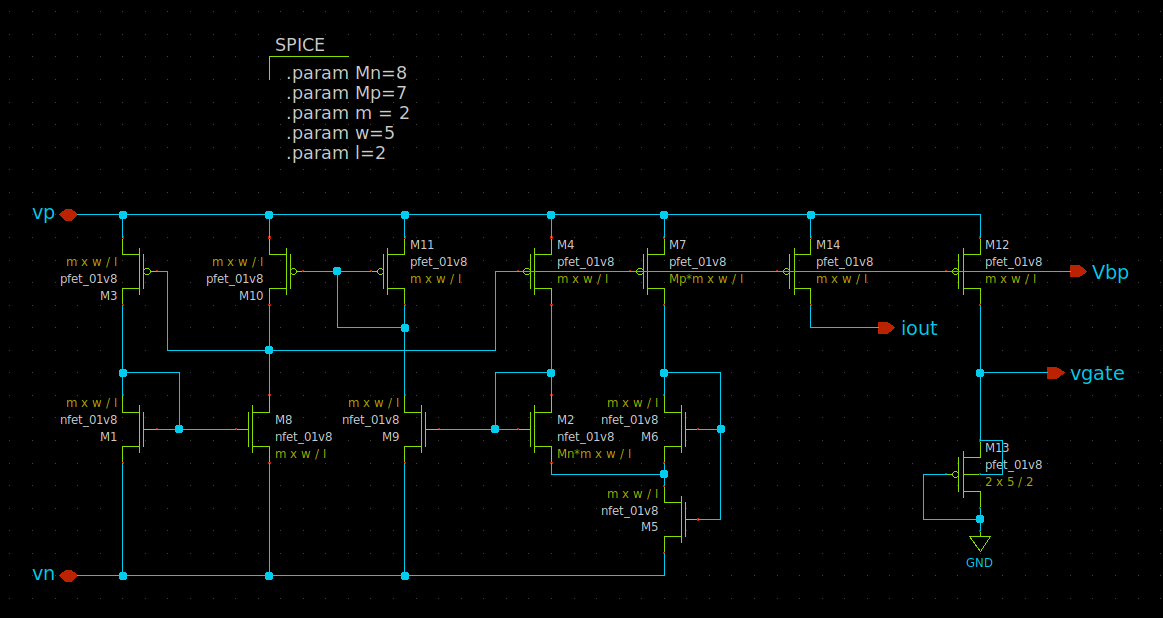 SPICE
.param Mn=8
.param Mp=7
.param m = 2
.param w=5
.param l=2
vp
m x w / l
pfet_01v8
M3
m x w / l
pfet_01v8
M10
M11
pfet_01v8
m x w / l
M4
pfet_01v8
m x w / l
M7
pfet_01v8
Mp*m x w / l
M14
pfet_01v8
m x w / l
M12
pfet_01v8
m x w / l
Vbp
iout
vgate
m x w / l
nfet_01v8
M1
M8
nfet_01v8
m x w / l
m x w / l
nfet_01v8
M9
M2
nfet_01v8
Mn*m x w / l
m x w / l
nfet_01v8
M6
m x w / l
nfet_01v8
M5
M13
pfet_01v8
2 x 5 / 2
GND
vn